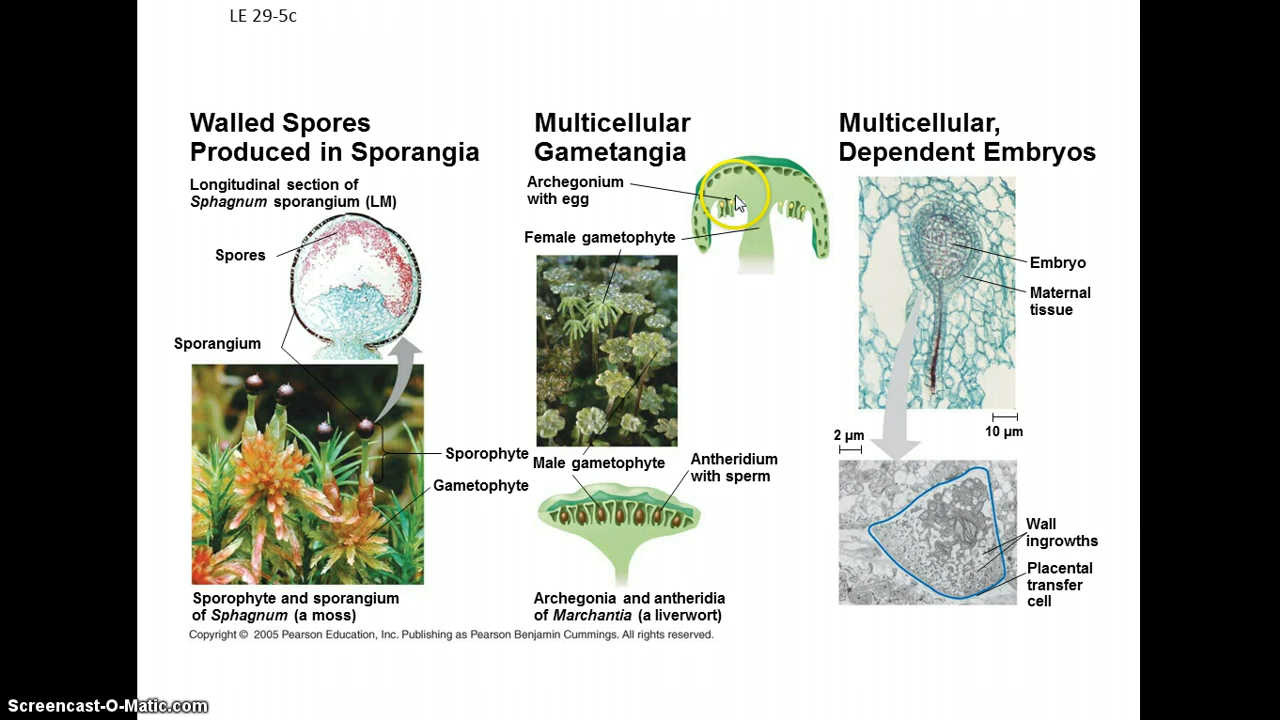 LE 29-5c
Walled Spores
Produced in Sporangia
Longitudinal section of
Sphagnum sporangium (LM)
Spores
Sporangium
Sporophyte
Gametophyte
Sporophyte and sporangium
of Sphagnum (a moss)
Multicellular
Gametangia
Archegonium
with egg
Female gametophyte
Male gametophyte
Antheridium
with sperm
Archegonia and antheridia
of Marchantia (a liverwort)
Multicellular,
Dependent Embryos
Embryo
Maternal
tissue
10 µm
2 µm
Wall
ingrowths
Placental
transfer
cell
Copyright © 2005 Pearson Education, Inc. Publishing as Pearson Benjamin Cummings. All rights reserved.
Screencast-O-Matic.com